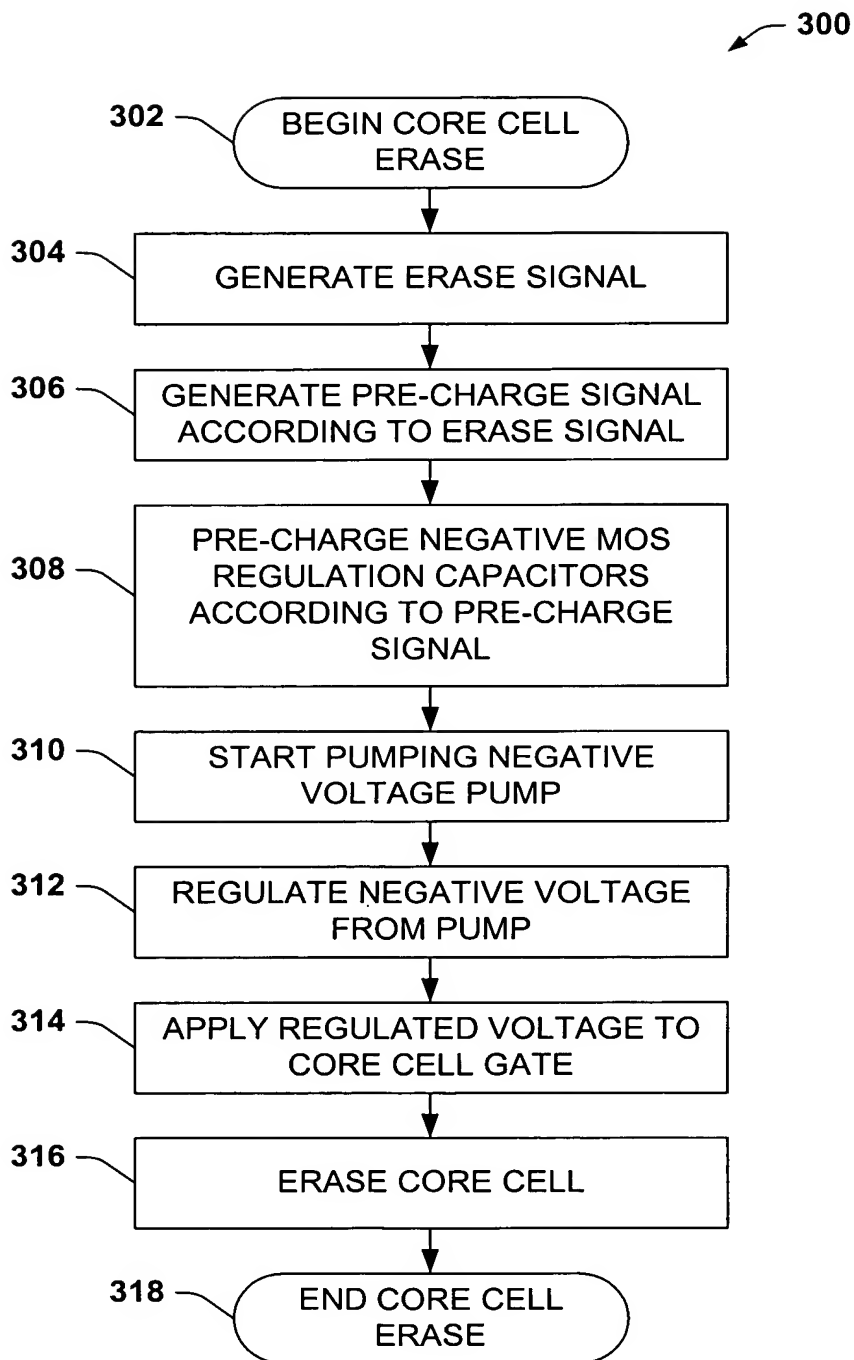 300
302
BEGIN CORE CELL
ERASE
304
GENERATE ERASE SIGNAL
306
GENERATE PRE-CHARGE SIGNAL
ACCORDING TO ERASE SIGNAL
308
PRE-CHARGE NEGATIVE MOS
REGULATION CAPACITORS
ACCORDING TO PRE-CHARGE
SIGNAL
310
START PUMPING NEGATIVE
VOLTAGE PUMP
312
REGULATE NEGATIVE VOLTAGE
FROM PUMP
314
APPLY REGULATED VOLTAGE TO
CORE CELL GATE
316
ERASE CORE CELL
318
END CORE CELL
ERASE